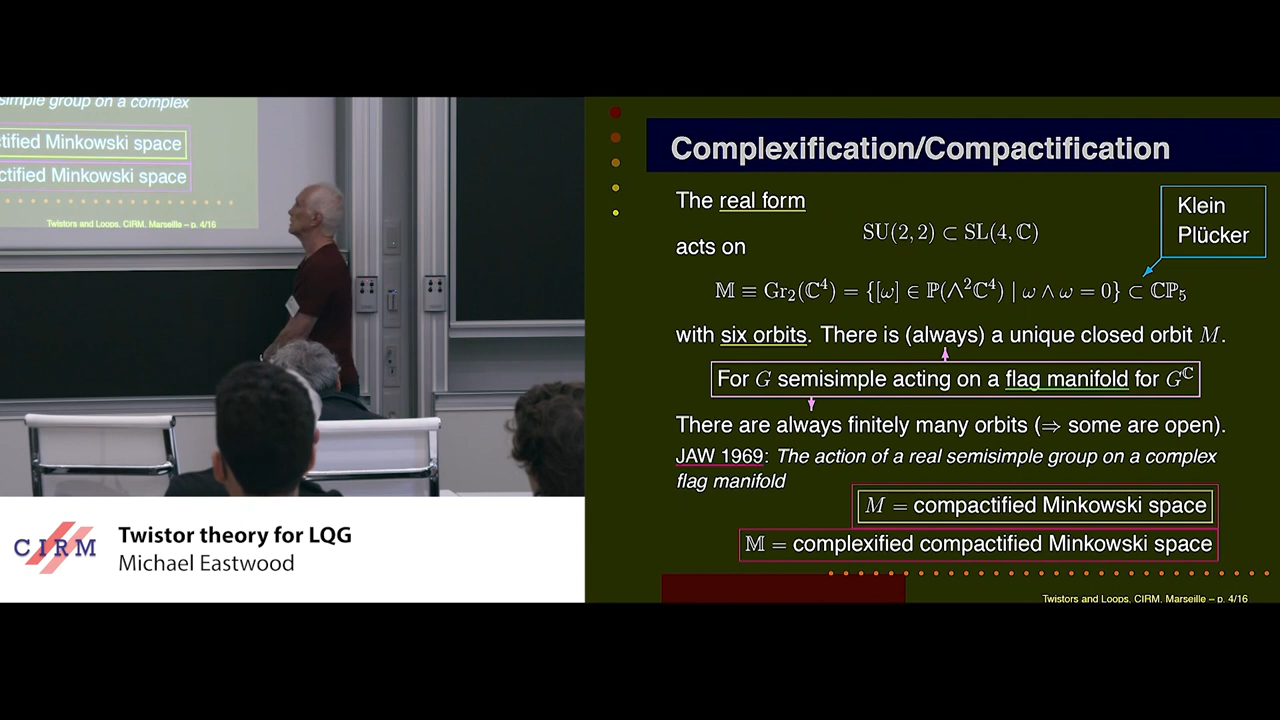 simple group on a complex
ctified Minkowski space
ctified Minkowski space
Twistors and Loops, CIRM, Marseille – p. 4/16
CIRM
Twistor theory for LQG
Michael Eastwood
Complexification/Compactification
The real form
SU(2, 2) ⊂ SL(4, ℂ)
Klein
Plücker
acts on
𝕄 ≡ Gr₂(ℂ⁴) = {[ω] ∈ ℙ(∧²ℂ⁴) | ω ∧ ω = 0} ⊂ ℂℙ₅
with six orbits. There is (always) a unique closed orbit M.
For G semisimple acting on a flag manifold for G^ℂ
There are always finitely many orbits (⇒ some are open).
JAW 1969: The action of a real semisimple group on a complex
flag manifold
M = compactified Minkowski space
𝕄 = complexified compactified Minkowski space
Twistors and Loops, CIRM, Marseille – p. 4/16